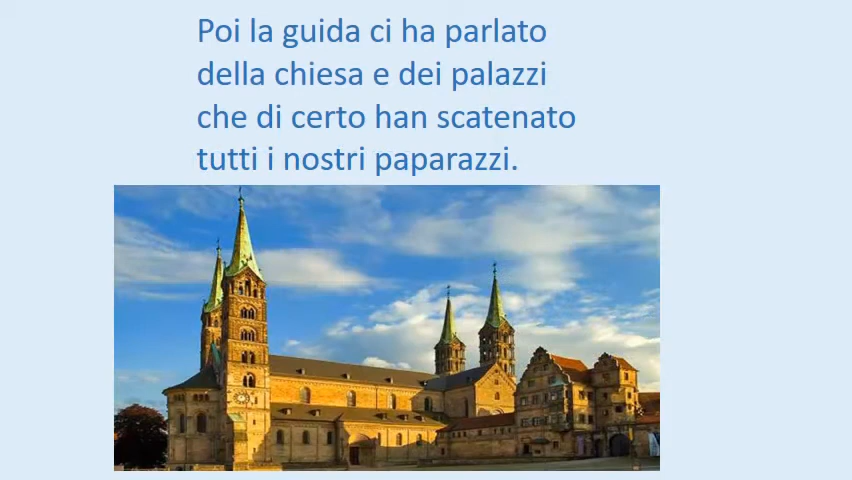 Poi la guida ci ha parlato
della chiesa e dei palazzi
che di certo han scatenato
tutti i nostri paparazzi.